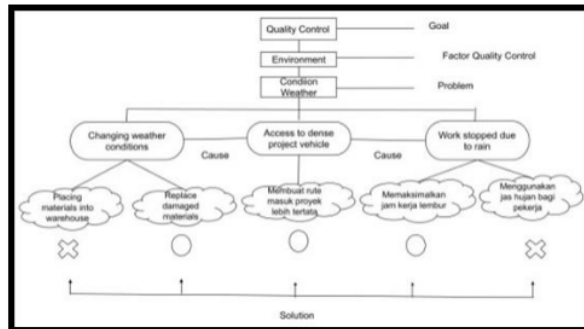 Quality Control
Goal
Environment
Factor Quality Control
Condiion
Weather
Problem
Changing weather
conditions
Access to dense
project vehicle
Work stopped due
to rain
Cause
Cause
Placing
materials into
warehouse
Replace
damaged
materials
Membuat rute
masuk proyek
lebih tertata
Memaksimalkan
jam kerja lembur
Menggunakan
jas hujan bagi
pekerja
Solution